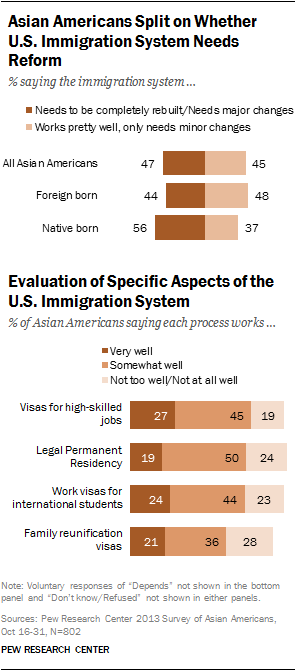 Asian Americans Split on Whether
U.S. Immigration System Needs
Reform
% saying the immigration system ...
Needs to be completely rebuilt/Needs major changes
Works pretty well, only needs minor changes
All Asian Americans 47 45
Foreign born 44 48
Native born 56 37
Evaluation of Specific Aspects of the
U.S. Immigration System
% of Asian Americans saying each process works ...
Very well
Somewhat well
Not too well/Not at all well
Visas for high-skilled
jobs 27 45 19
Legal Permanent
Residency 19 50 24
Work visas for
international students 24 44 23
Family reunification
visas 21 36 28
Note: Voluntary responses of “Depends” not shown in the bottom
panel and “Don’t know/Refused” not shown in either panels.
Sources: Pew Research Center 2013 Survey of Asian Americans,
Oct 16-31, N=802
PEW RESEARCH CENTER